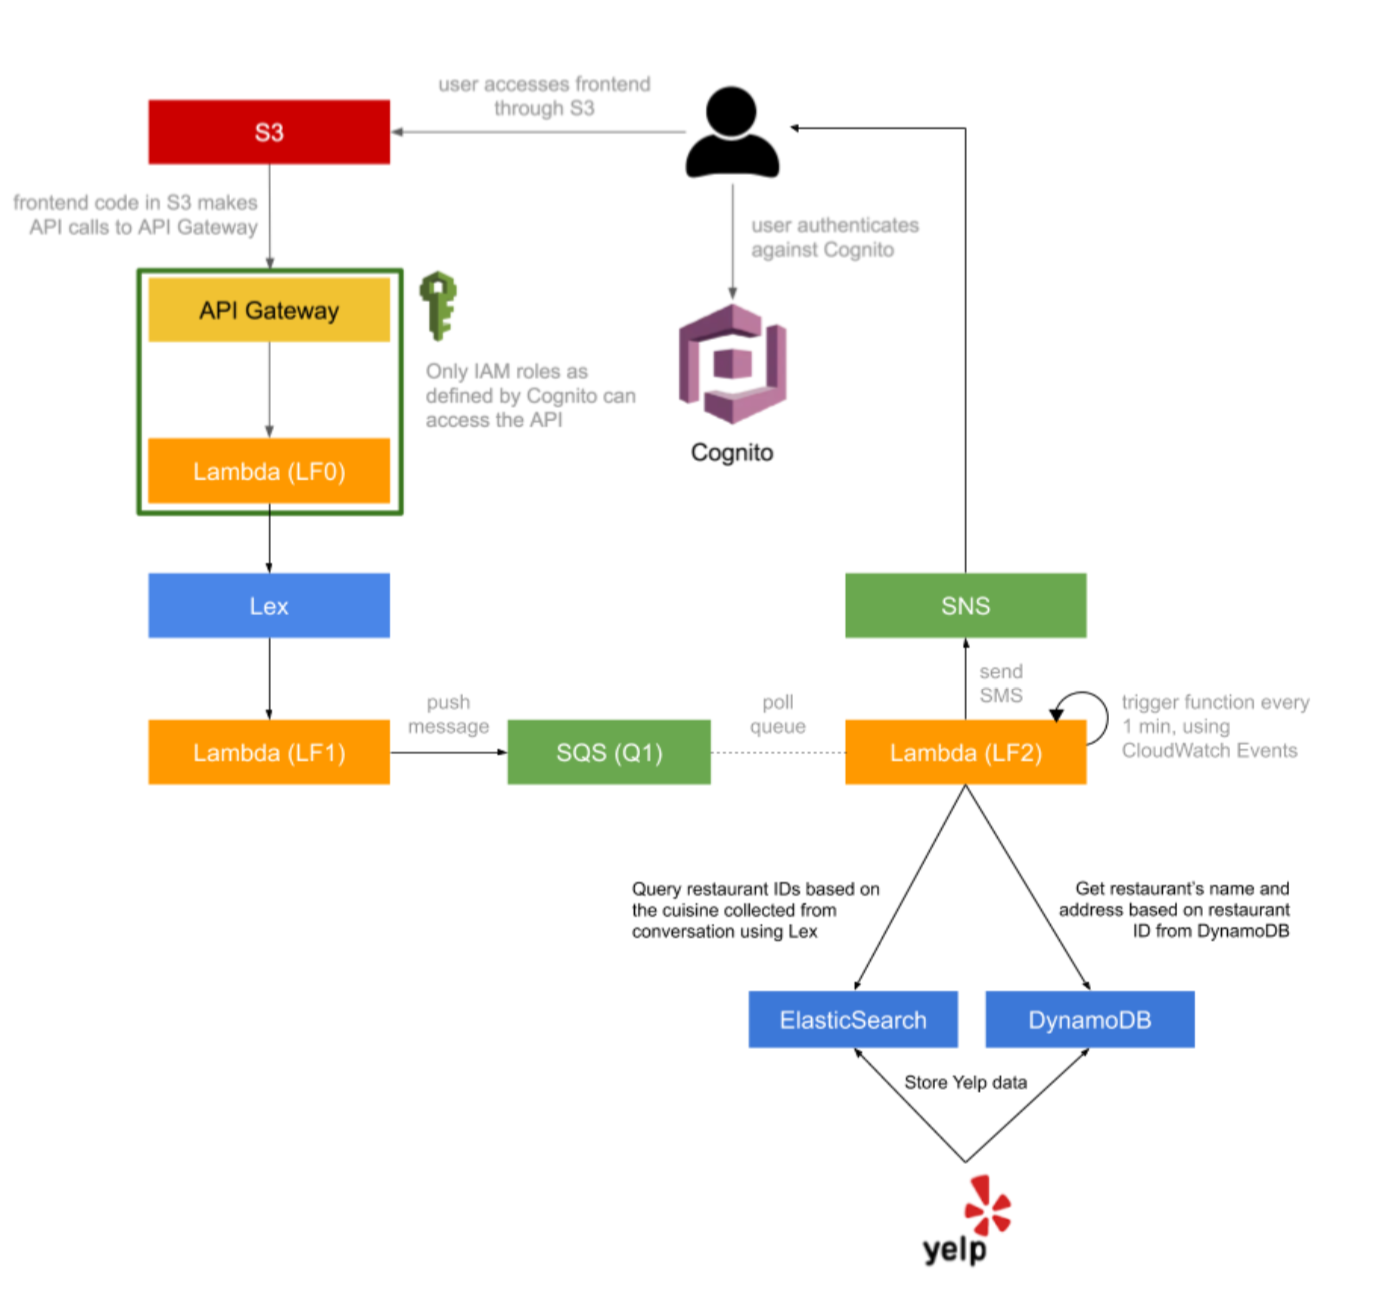 user accesses frontend
through S3
S3
frontend code in S3 makes
API calls to API Gateway
user authenticates
against Cognito
API Gateway
Only IAM roles as
defined by Cognito can
access the API
Cognito
Lambda (LF0)
Lex
SNS
send
SMS
push
message
poll
queue
trigger function every
1 min, using
CloudWatch Events
Lambda (LF1)
SQS (Q1)
Lambda (LF2)
Query restaurant IDs based on
the cuisine collected from
conversation using Lex
Get restaurant's name and
address based on restaurant
ID from DynamoDB
ElasticSearch
DynamoDB
Store Yelp data
yelp